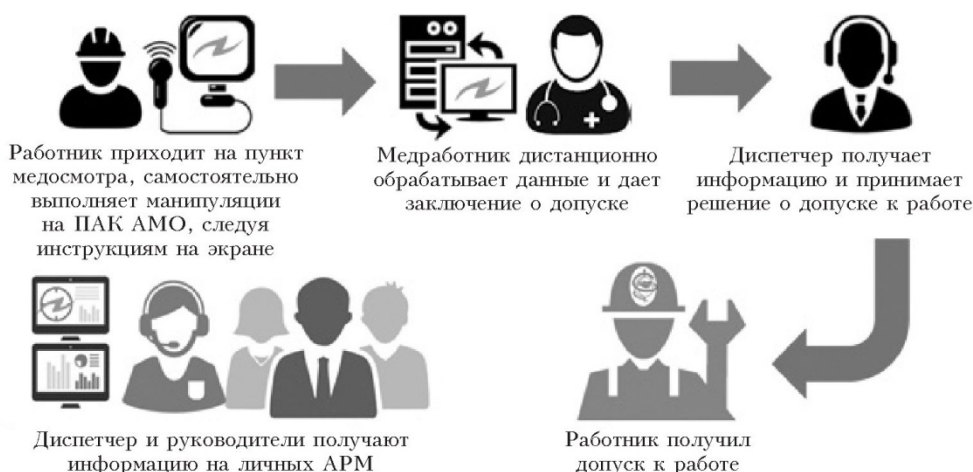 Работник приходит на пункт
медосмотра, самостоятельно
выполняет манипуляции
на ПАК АМО, следуя
инструкциям на экране
Медработник дистанционно
обрабатывает данные и дает
заключение о допуске
Диспетчер получает
информацию и принимает
решение о допуске к работе
Работник получил
допуск к работе
Диспетчер и руководители получают
информацию на личных АРМ